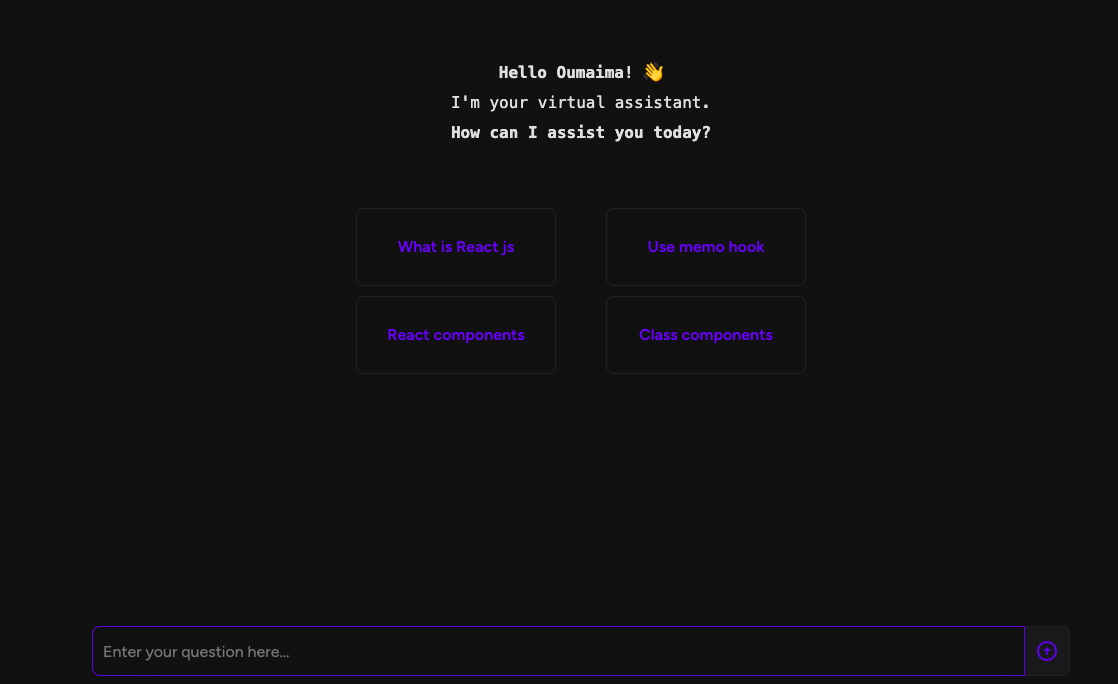 Hello Oumaima! 👋
I'm your virtual assistant.
How can I assist you today?
What is React js
Use memo hook
React components
Class components
Enter your question here...